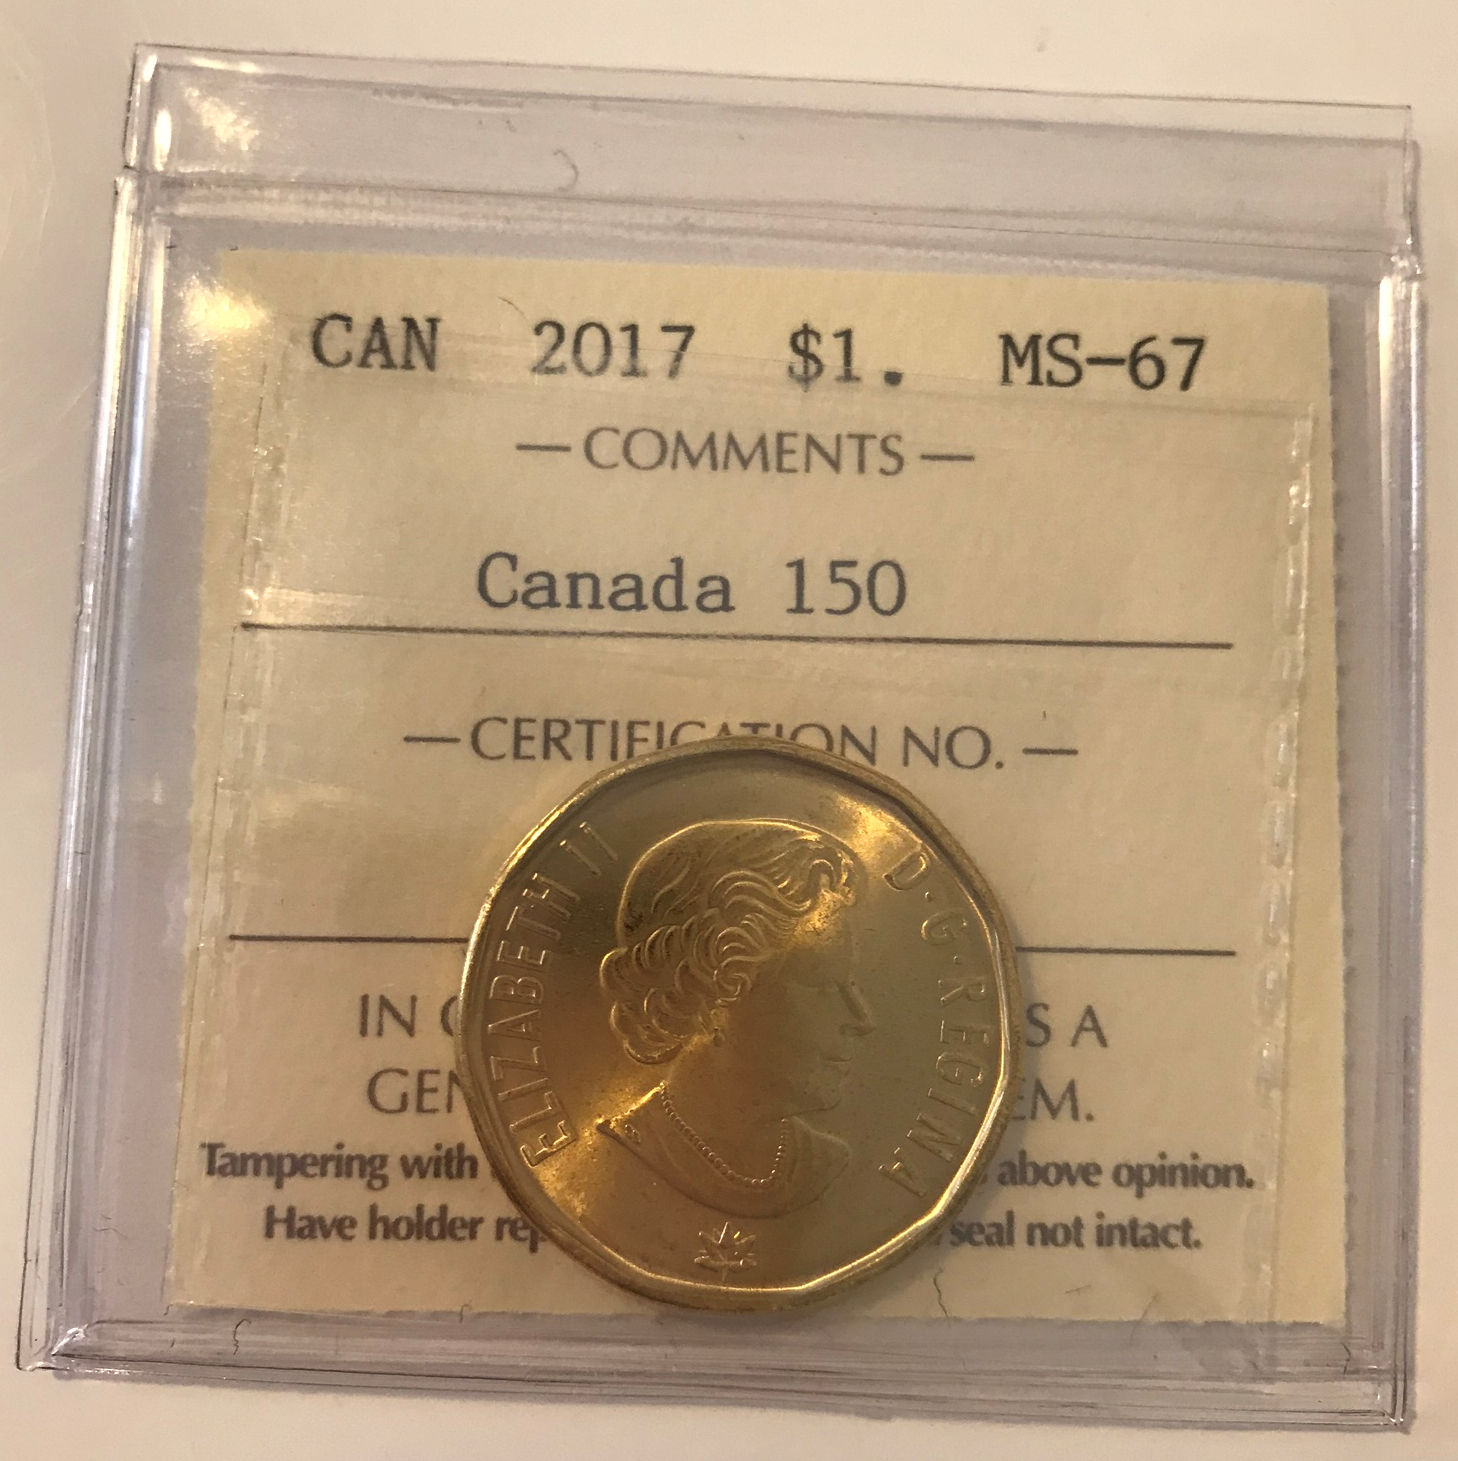 CAN 2017 $1. MS-67
— COMMENTS —
Canada 150
— CERTIFICATION NO. —
IN S A
GEN EM.
Tampering with above opinion.
Have holder rep seal not intact.
ELIZABETH II D·G·REGINA